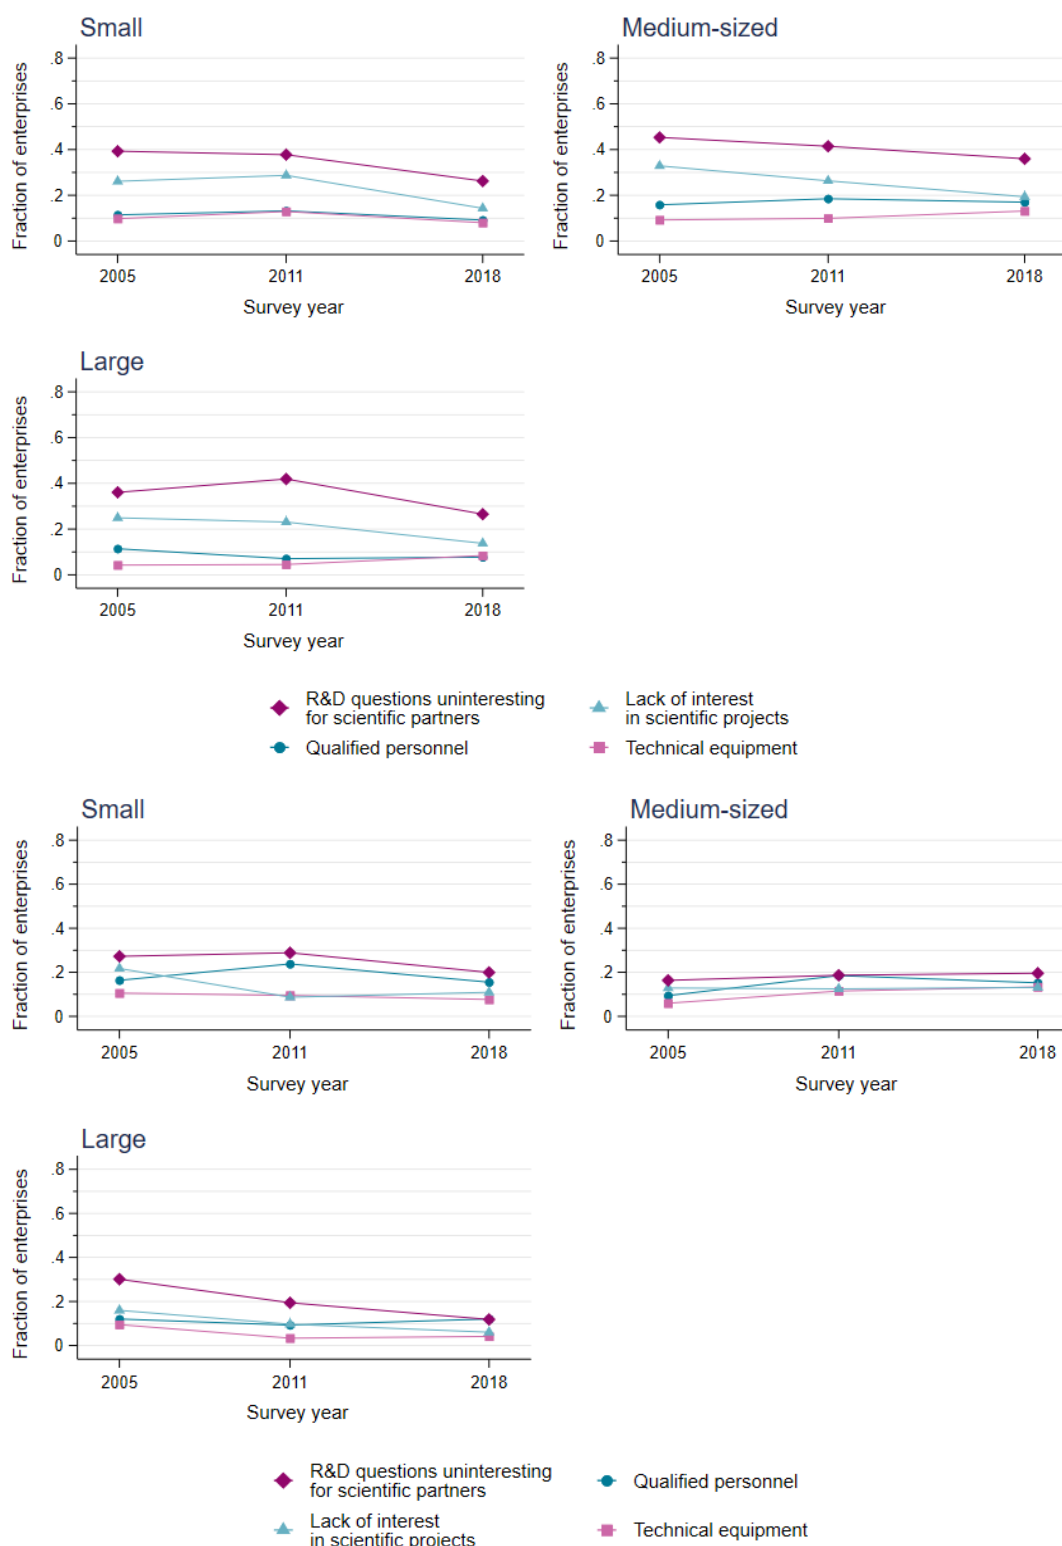 Small
Fraction of enterprises
.8
.6
.4
.2
0
2005 2011 2018
Survey year
Medium-sized
Fraction of enterprises
.8
.6
.4
.2
0
2005 2011 2018
Survey year
Large
Fraction of enterprises
.8
.6
.4
.2
0
2005 2011 2018
Survey year
R&D questions uninteresting
for scientific partners
Lack of interest
in scientific projects
Qualified personnel
Technical equipment
Small
Fraction of enterprises
.8
.6
.4
.2
0
2005 2011 2018
Survey year
Medium-sized
Fraction of enterprises
.8
.6
.4
.2
0
2005 2011 2018
Survey year
Large
Fraction of enterprises
.8
.6
.4
.2
0
2005 2011 2018
Survey year
R&D questions uninteresting
for scientific partners
Qualified personnel
Lack of interest
in scientific projects
Technical equipment